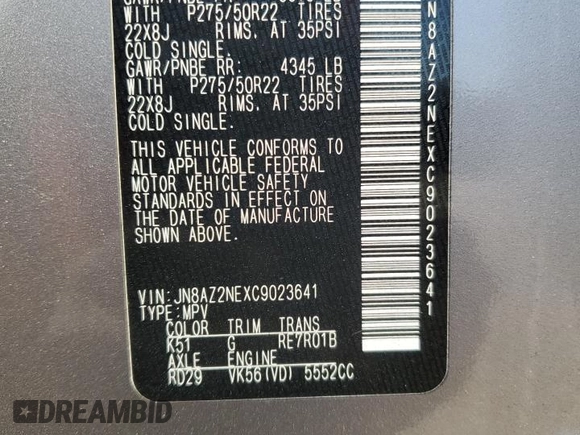 WITH P275/50R22 TIRES
22X8J RIMS. AT 35PSI
COLD SINGLE.
GAWR/PNBE RR: 4345 LB
WITH P275/50R22 TIRES
22X8J RIMS. AT 35PSI
COLD SINGLE.
THIS VEHICLE CONFORMS TO
ALL APPLICABLE FEDERAL
MOTOR VEHICLE SAFETY
STANDARDS IN EFFECT ON
THE DATE OF MANUFACTURE
SHOWN ABOVE.
VIN:JN8AZ2NEXC9023641
TYPE:MPV
COLOR TRIM TRANS
K51 G RE7R01B
AXLE ENGINE
RD29 VK56(VD) 5552CC
N8AZ2NEXC9023641
DREAMBID